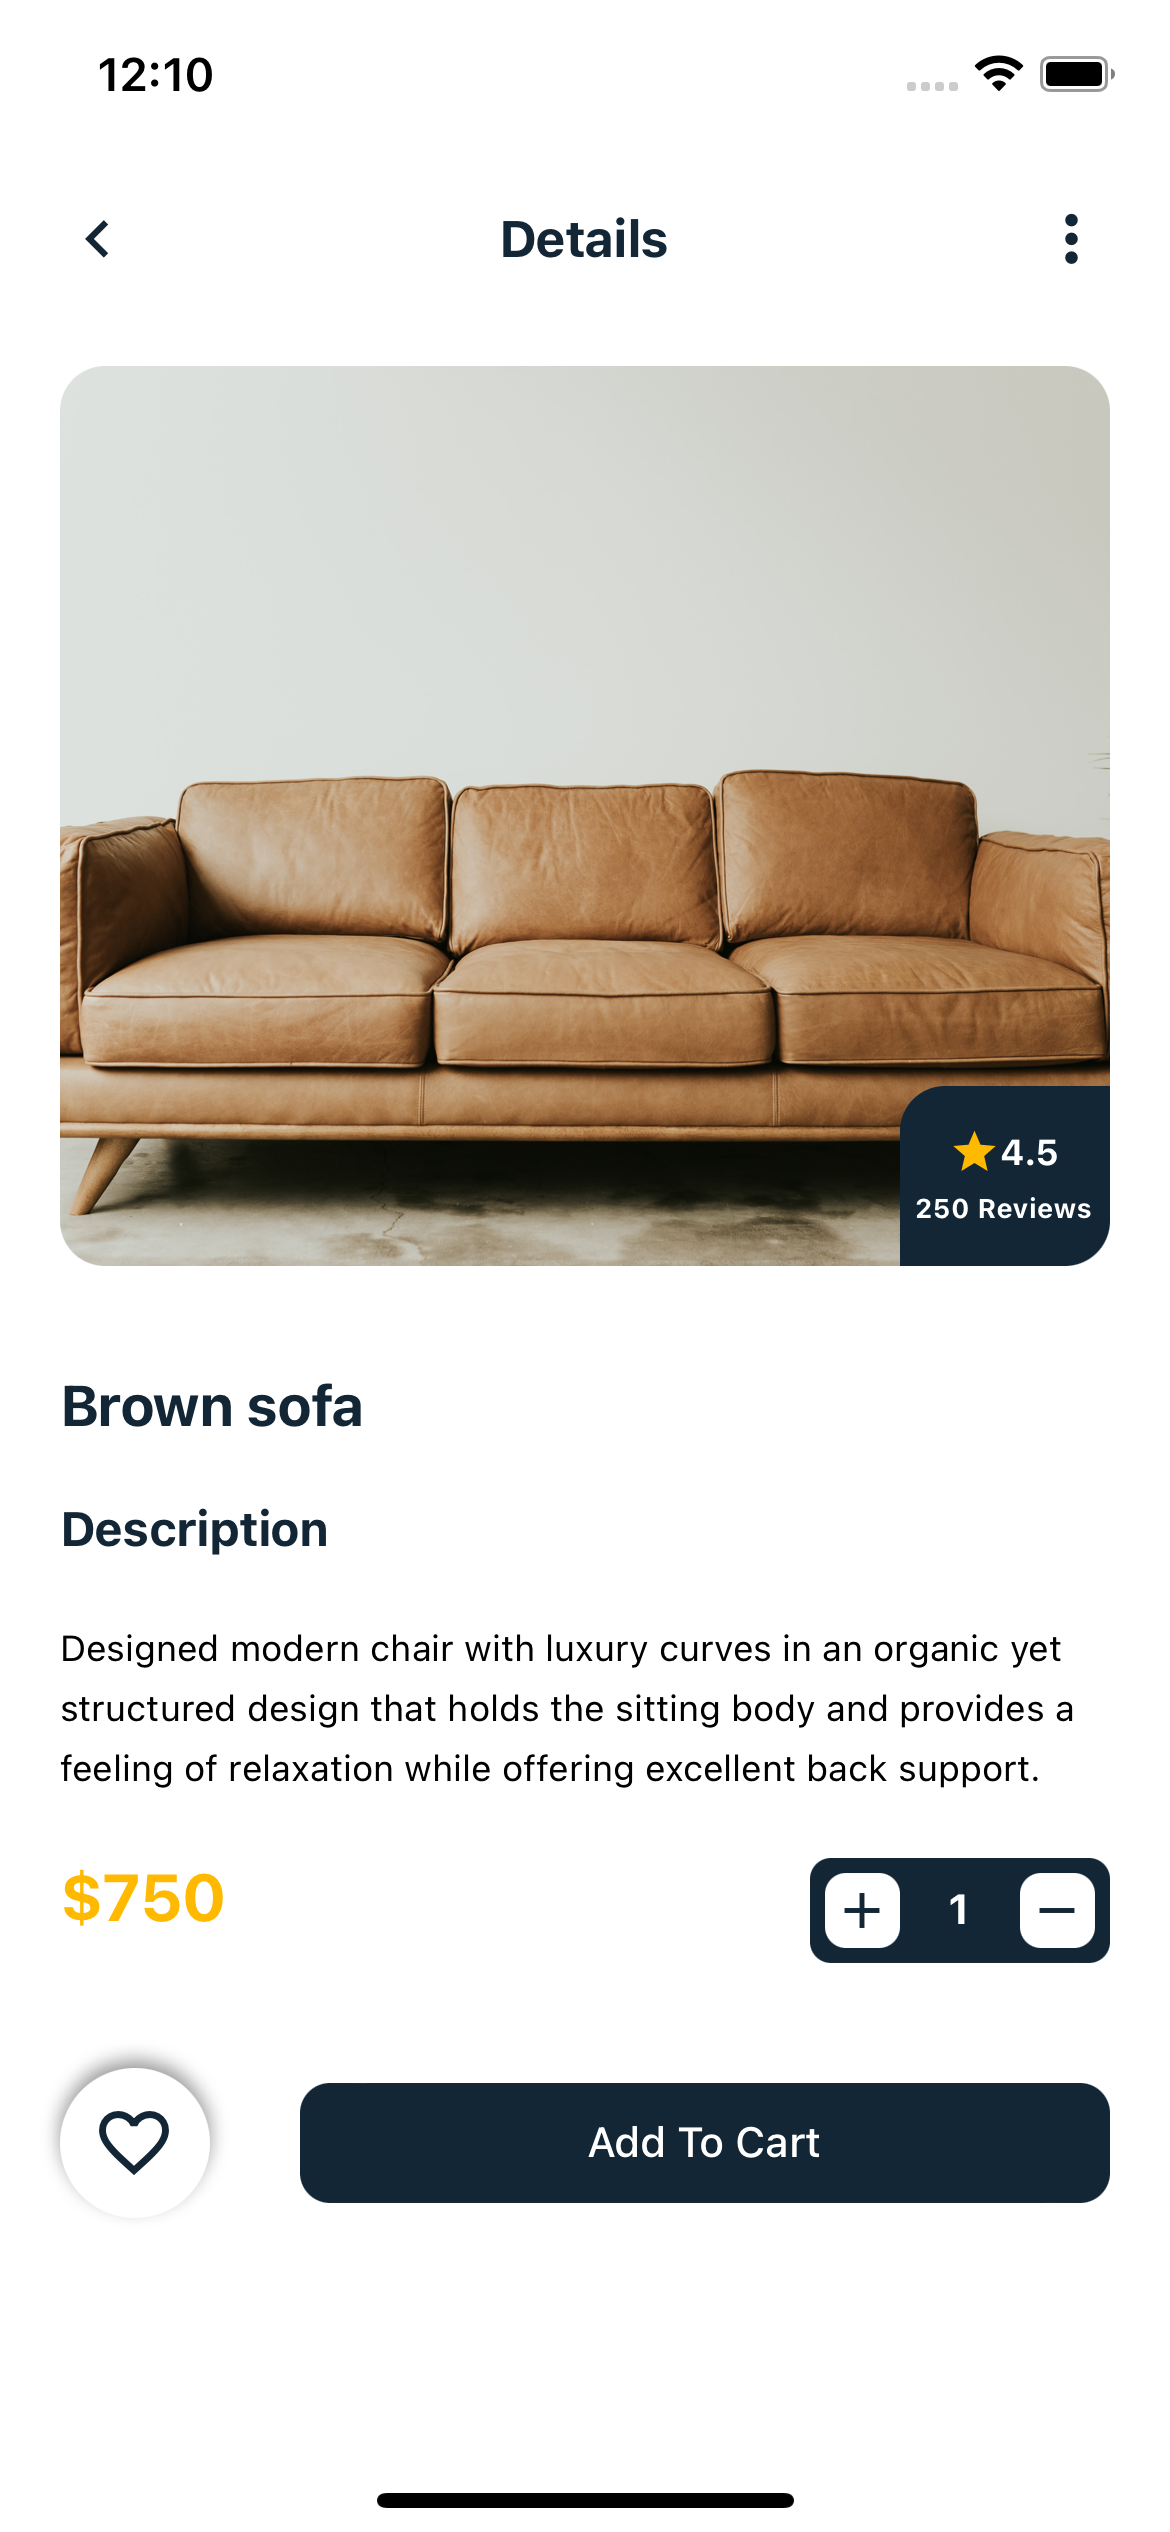 12:10
Details
4.5
250 Reviews
Brown sofa
Description
Designed modern chair with luxury curves in an organic yet
structured design that holds the sitting body and provides a
feeling of relaxation while offering excellent back support.
$750
+ 1 −
Add To Cart